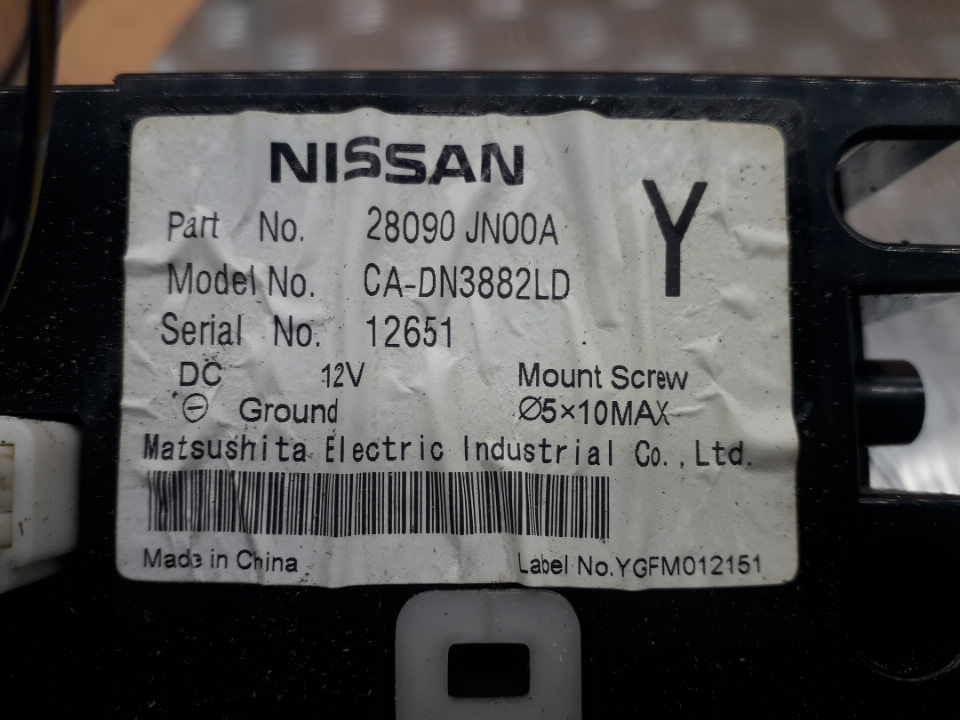 NISSAN
Y
Part No. 28090 JN00A
Model No. CA-DN3882LD
Serial No. 12651
DC 12V Mount Screw
⊖ Ground Ø5×10MAX
Matsushita Electric Industrial Co.,Ltd.
Made in China Label No.YGFM012151